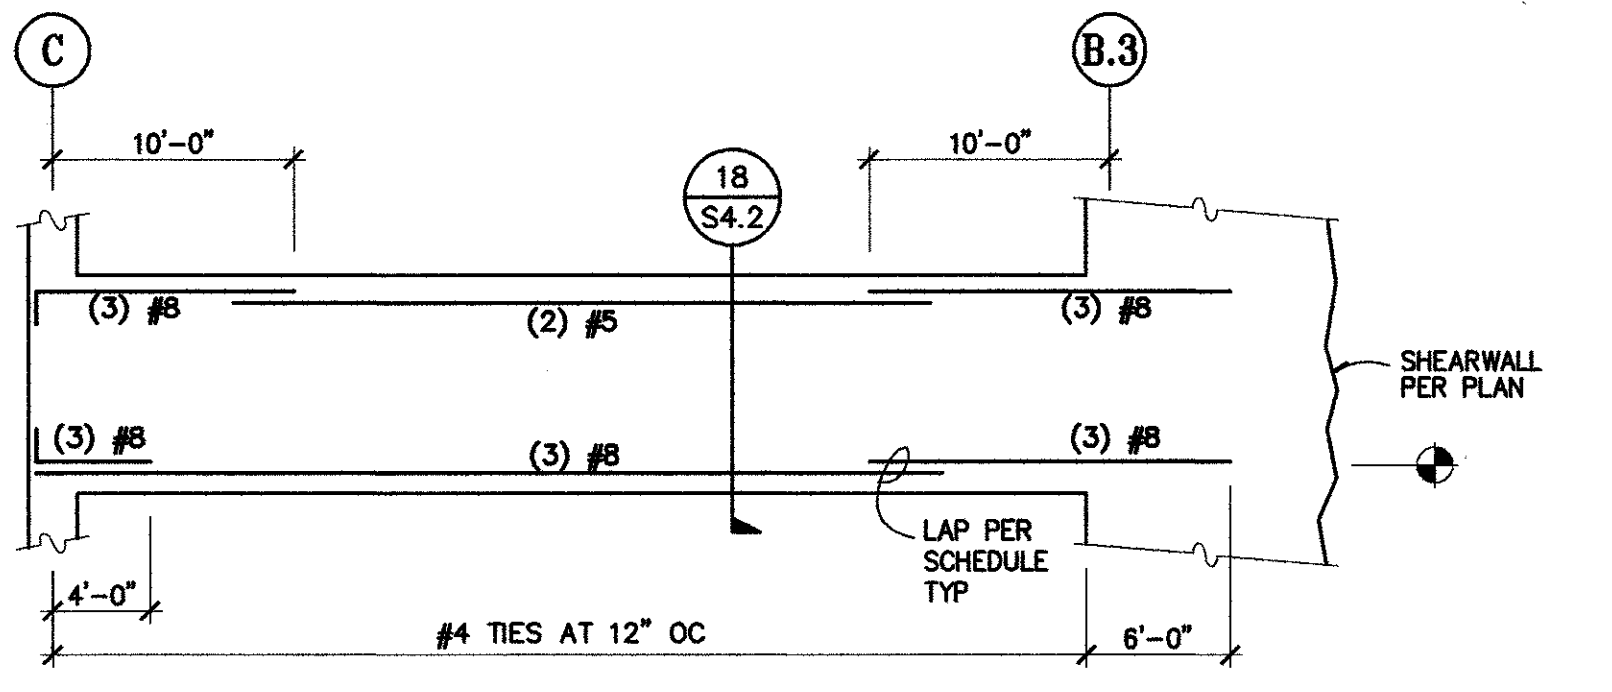 C
B.3
10'-0"
10'-0"
18
S4.2
(3) #8
(2) #5
(3) #8
SHEARWALL
PER PLAN
(3) #8
(3) #8
(3) #8
LAP PER
SCHEDULE
TYP
4'-0"
#4 TIES AT 12" OC
6'-0"